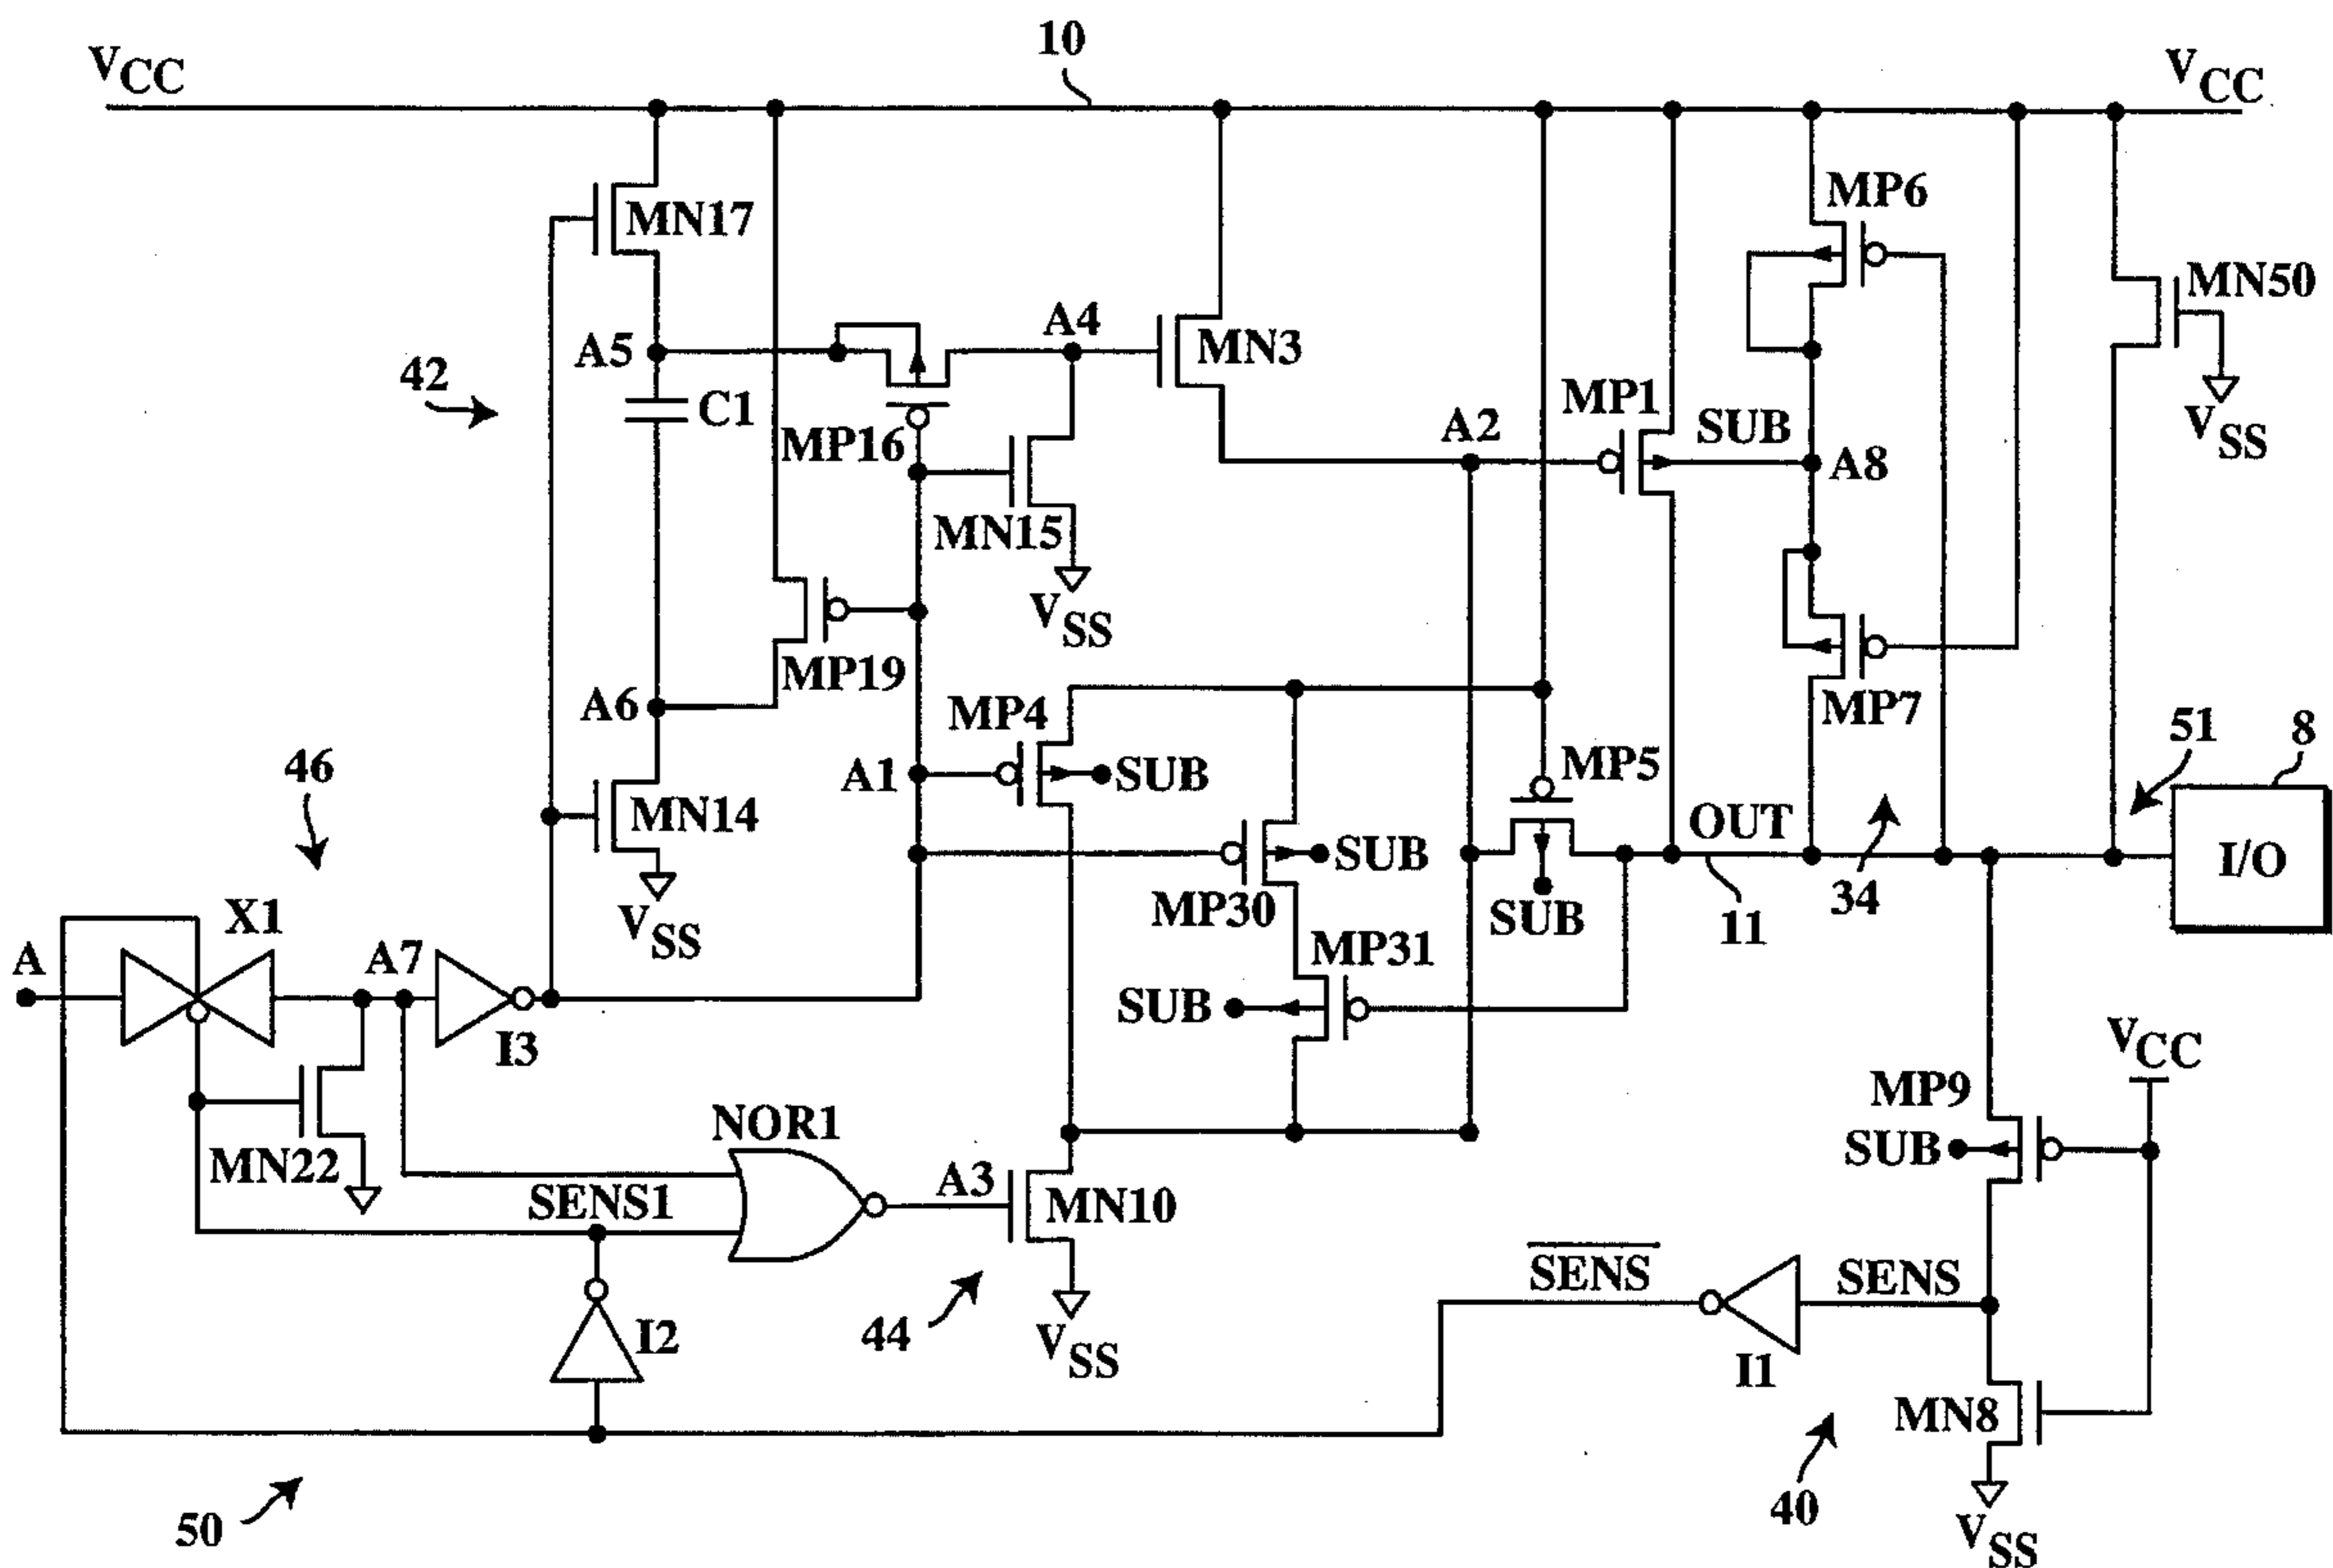 10
VCC
VCC
MP6
MN17
MN50
A5
A4
MN3
42
C1
MP1
VSS
MP16
A2
SUB
A8
MN15
VSS
MP19
A6
MP4
MP7
51
8
46
A1
SUB
MP5
MN14
OUT
I/O
SUB
VSS
MP30
SUB
11
34
X1
A
A7
MP31
SUB
I3
VCC
NOR1
MP9
MN22
SUB
SENS1
A3
MN10
SENS
SENS
I2
44
VSS
I1
MN8
50
40
VSS